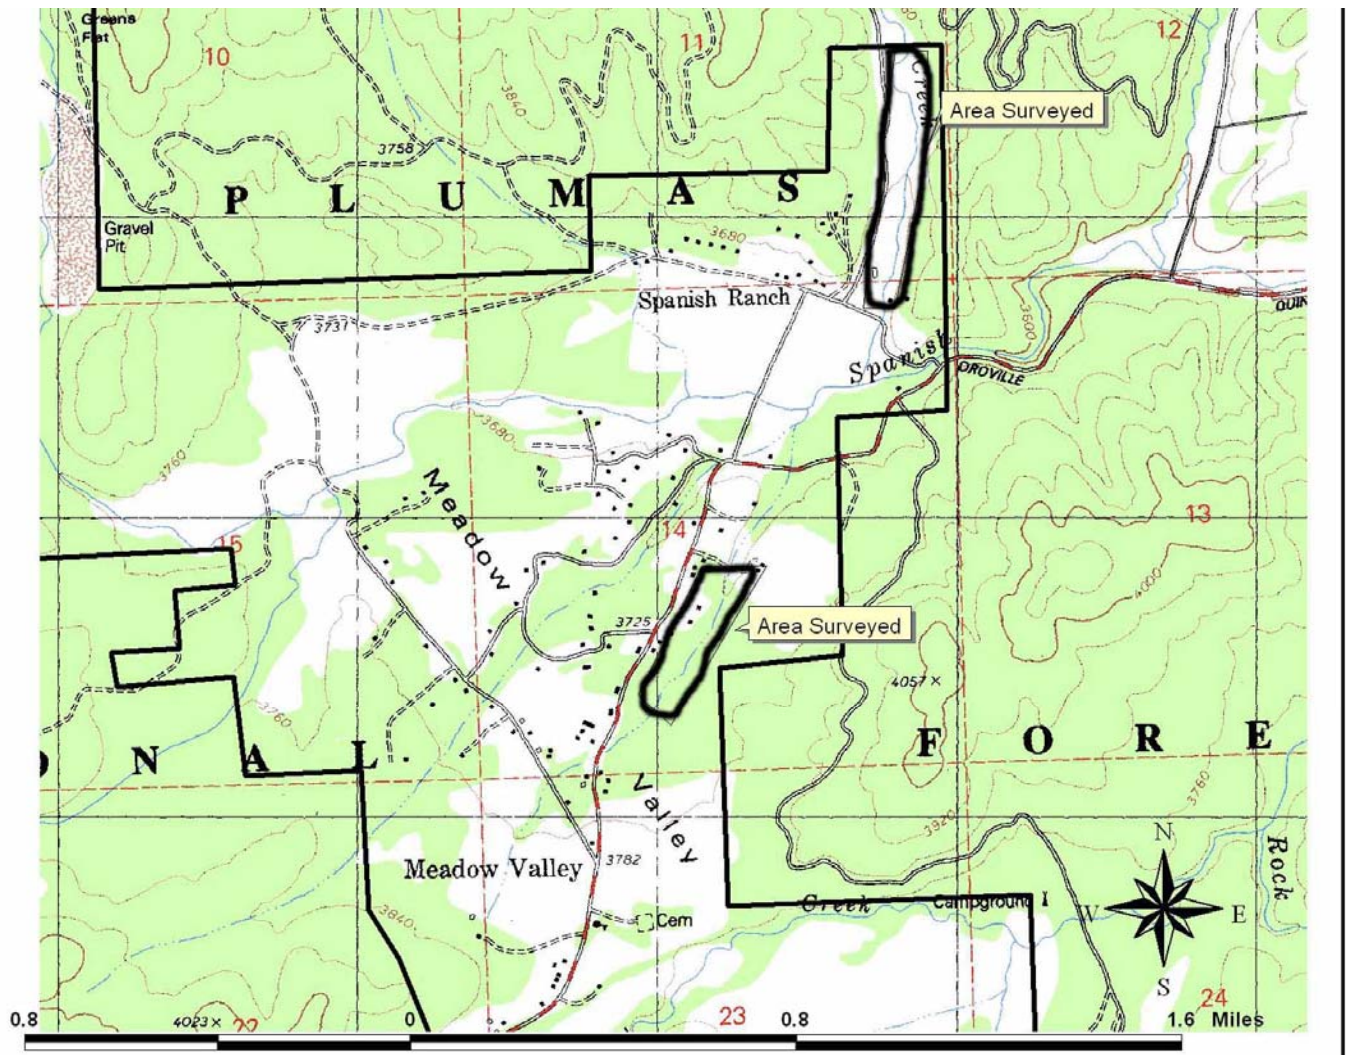 Greens
Flat
10
11
12
3840
Creek
Area Surveyed
3758
P L U M A S
Gravel
Pit
3680
Spanish Ranch
3731
3600
QUIN
Spanish
OROVILLE
3680
3760
Meadow
15
14
13
4000
3725
Area Surveyed
4057 ×
3760
O N A L
F O R E
Valley
3760
3920
N
Meadow Valley
3782
Rock
Creek
Campground
W
E
3840
Cem
S
24
4023 ×
22
23
0.8
0
0.8
1.6 Miles